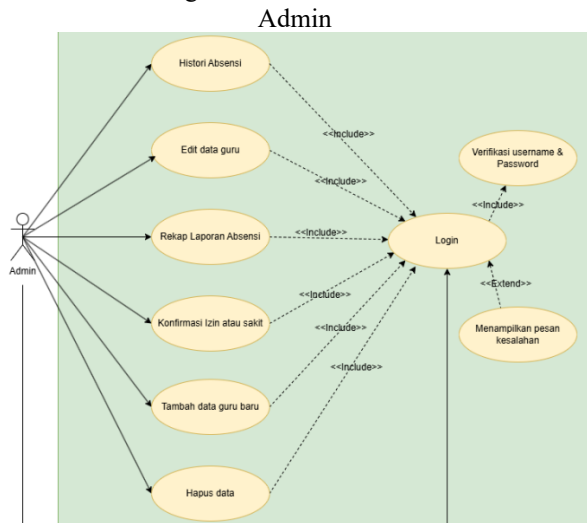 Admin
Histori Absensi
<<Include>>
Edit data guru
Verifikasi username &
Password
<<Include>>
<<Include>>
Rekap Laporan Absensi
<<Include>>
Login
Admin
<<Extend>>
<<Include>>
Konfirmasi Izin atau sakit
Menampilkan pesan
kesalahan
<<Include>>
<<Include>>
Tambah data guru baru
Hapus data